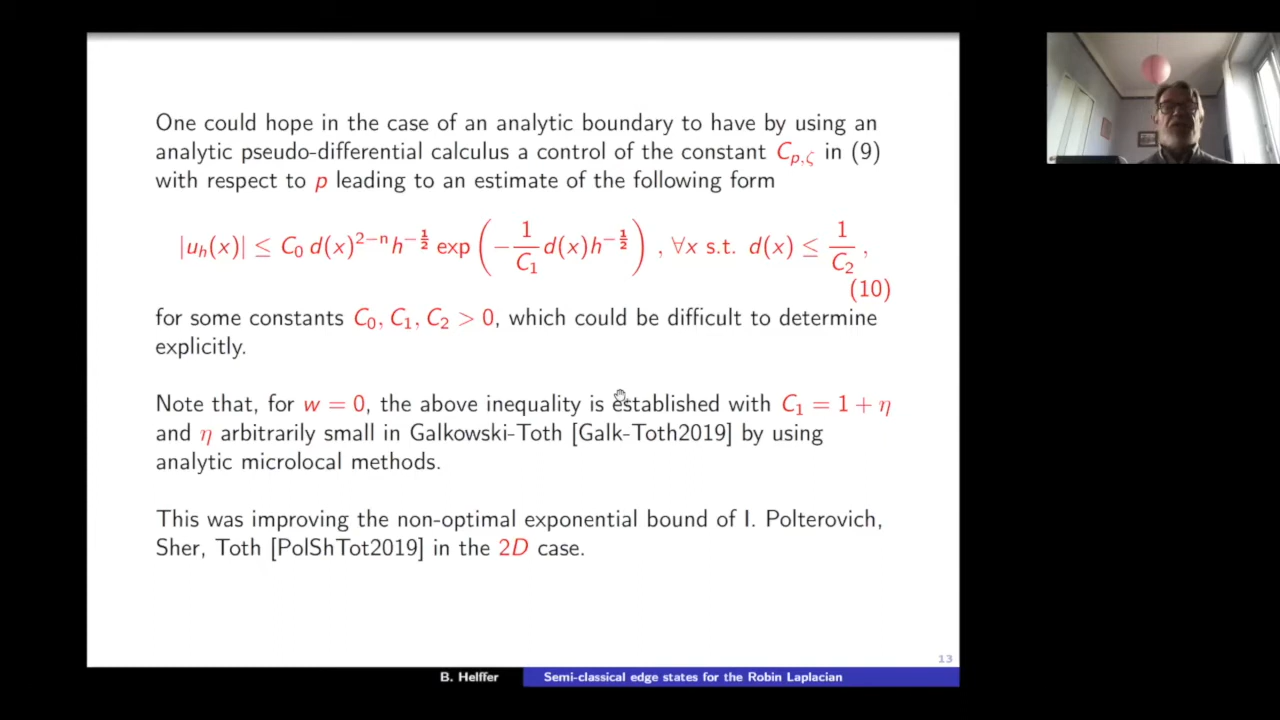 One could hope in the case of an analytic boundary to have by using an
analytic pseudo-differential calculus a control of the constant C_{p,ζ} in (9)
with respect to p leading to an estimate of the following form
|u_h(x)| ≤ C_0 d(x)^{2−n} h^{−1/2} exp ( −1/C_1 d(x)h^{−1/2} ) , ∀x s.t. d(x) ≤ 1/C_2 ,
(10)
for some constants C_0, C_1, C_2 > 0, which could be difficult to determine
explicitly.
Note that, for w = 0, the above inequality is established with C_1 = 1 + η
and η arbitrarily small in Galkowski-Toth [Galk-Toth2019] by using
analytic microlocal methods.
This was improving the non-optimal exponential bound of I. Polterovich,
Sher, Toth [PolShTot2019] in the 2D case.
13
B. Helffer Semi-classical edge states for the Robin Laplacian